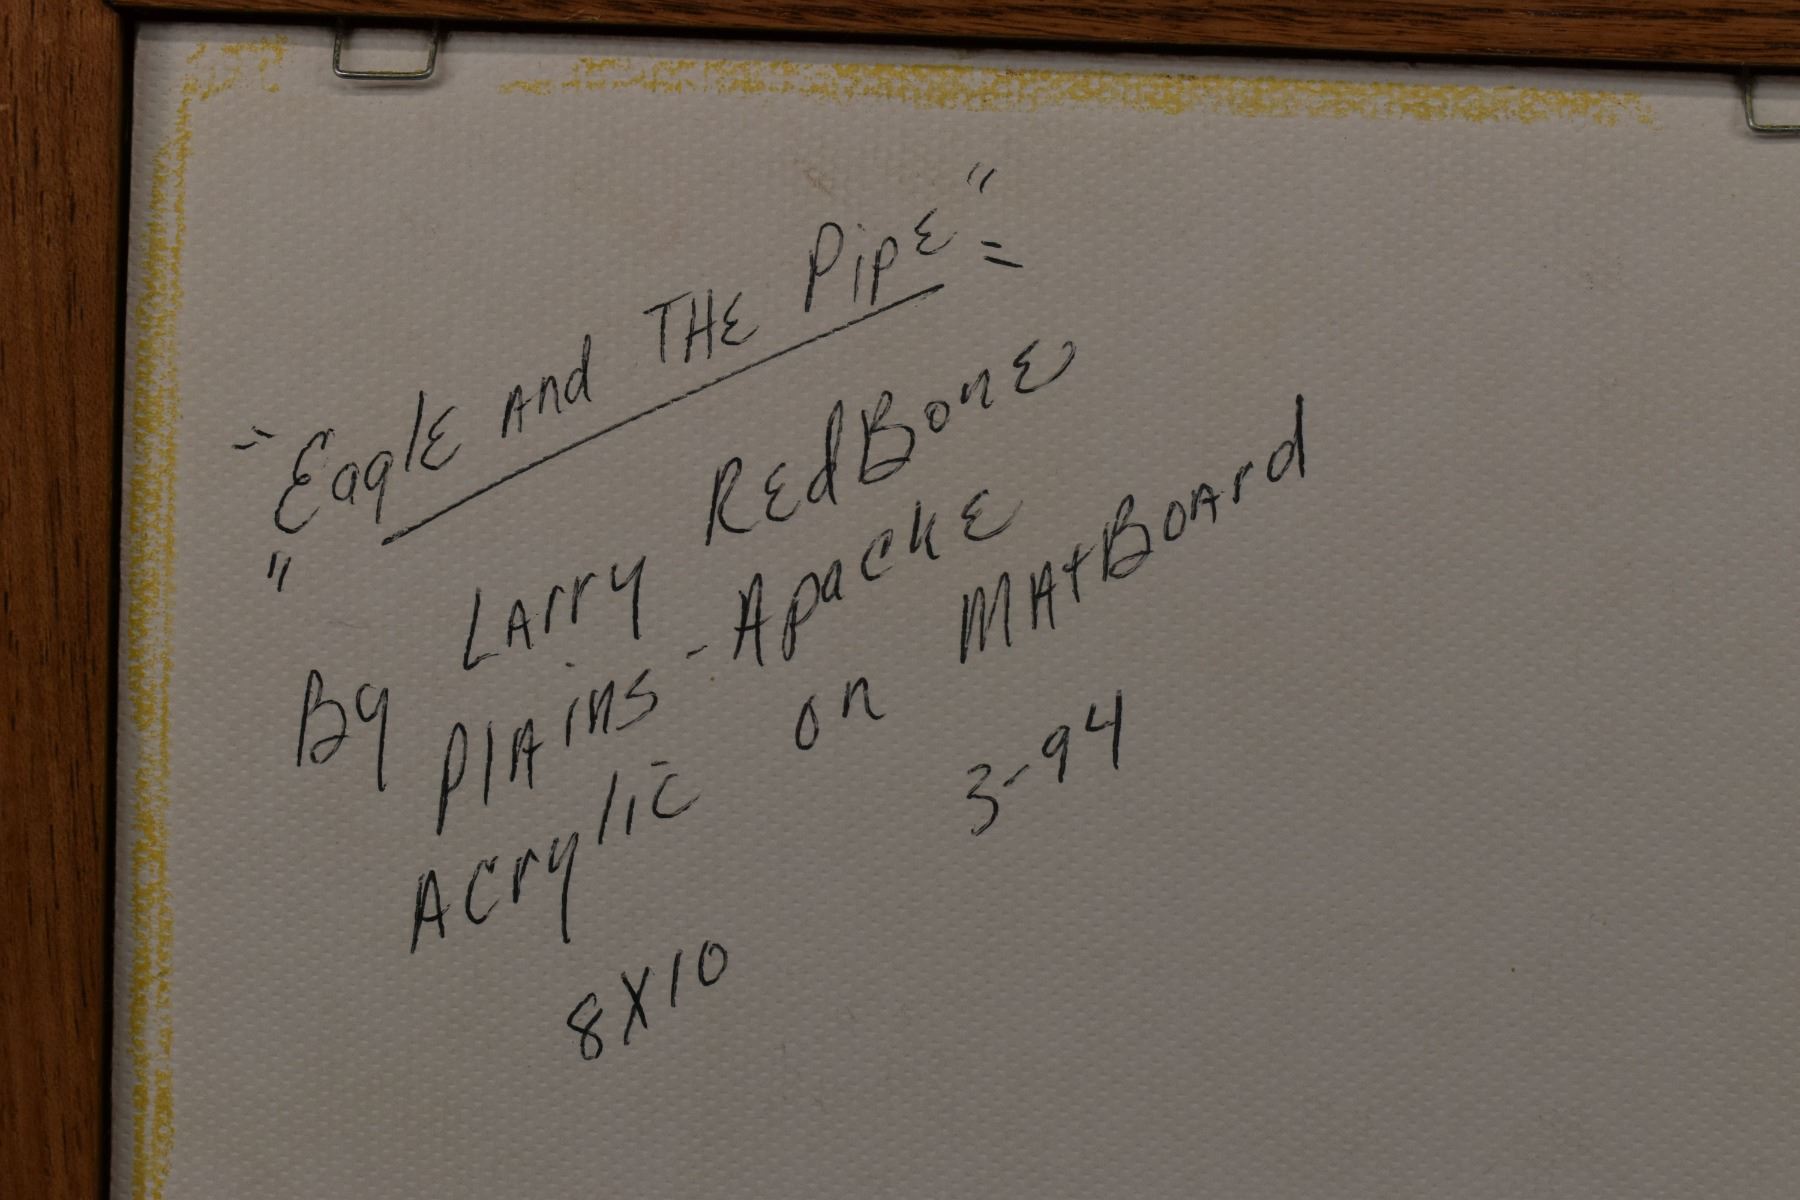 "Eagle And THE Pipe"
By Larry RedBone
Plains-Apache
Acrylic on MatBoard
3-94
8X10